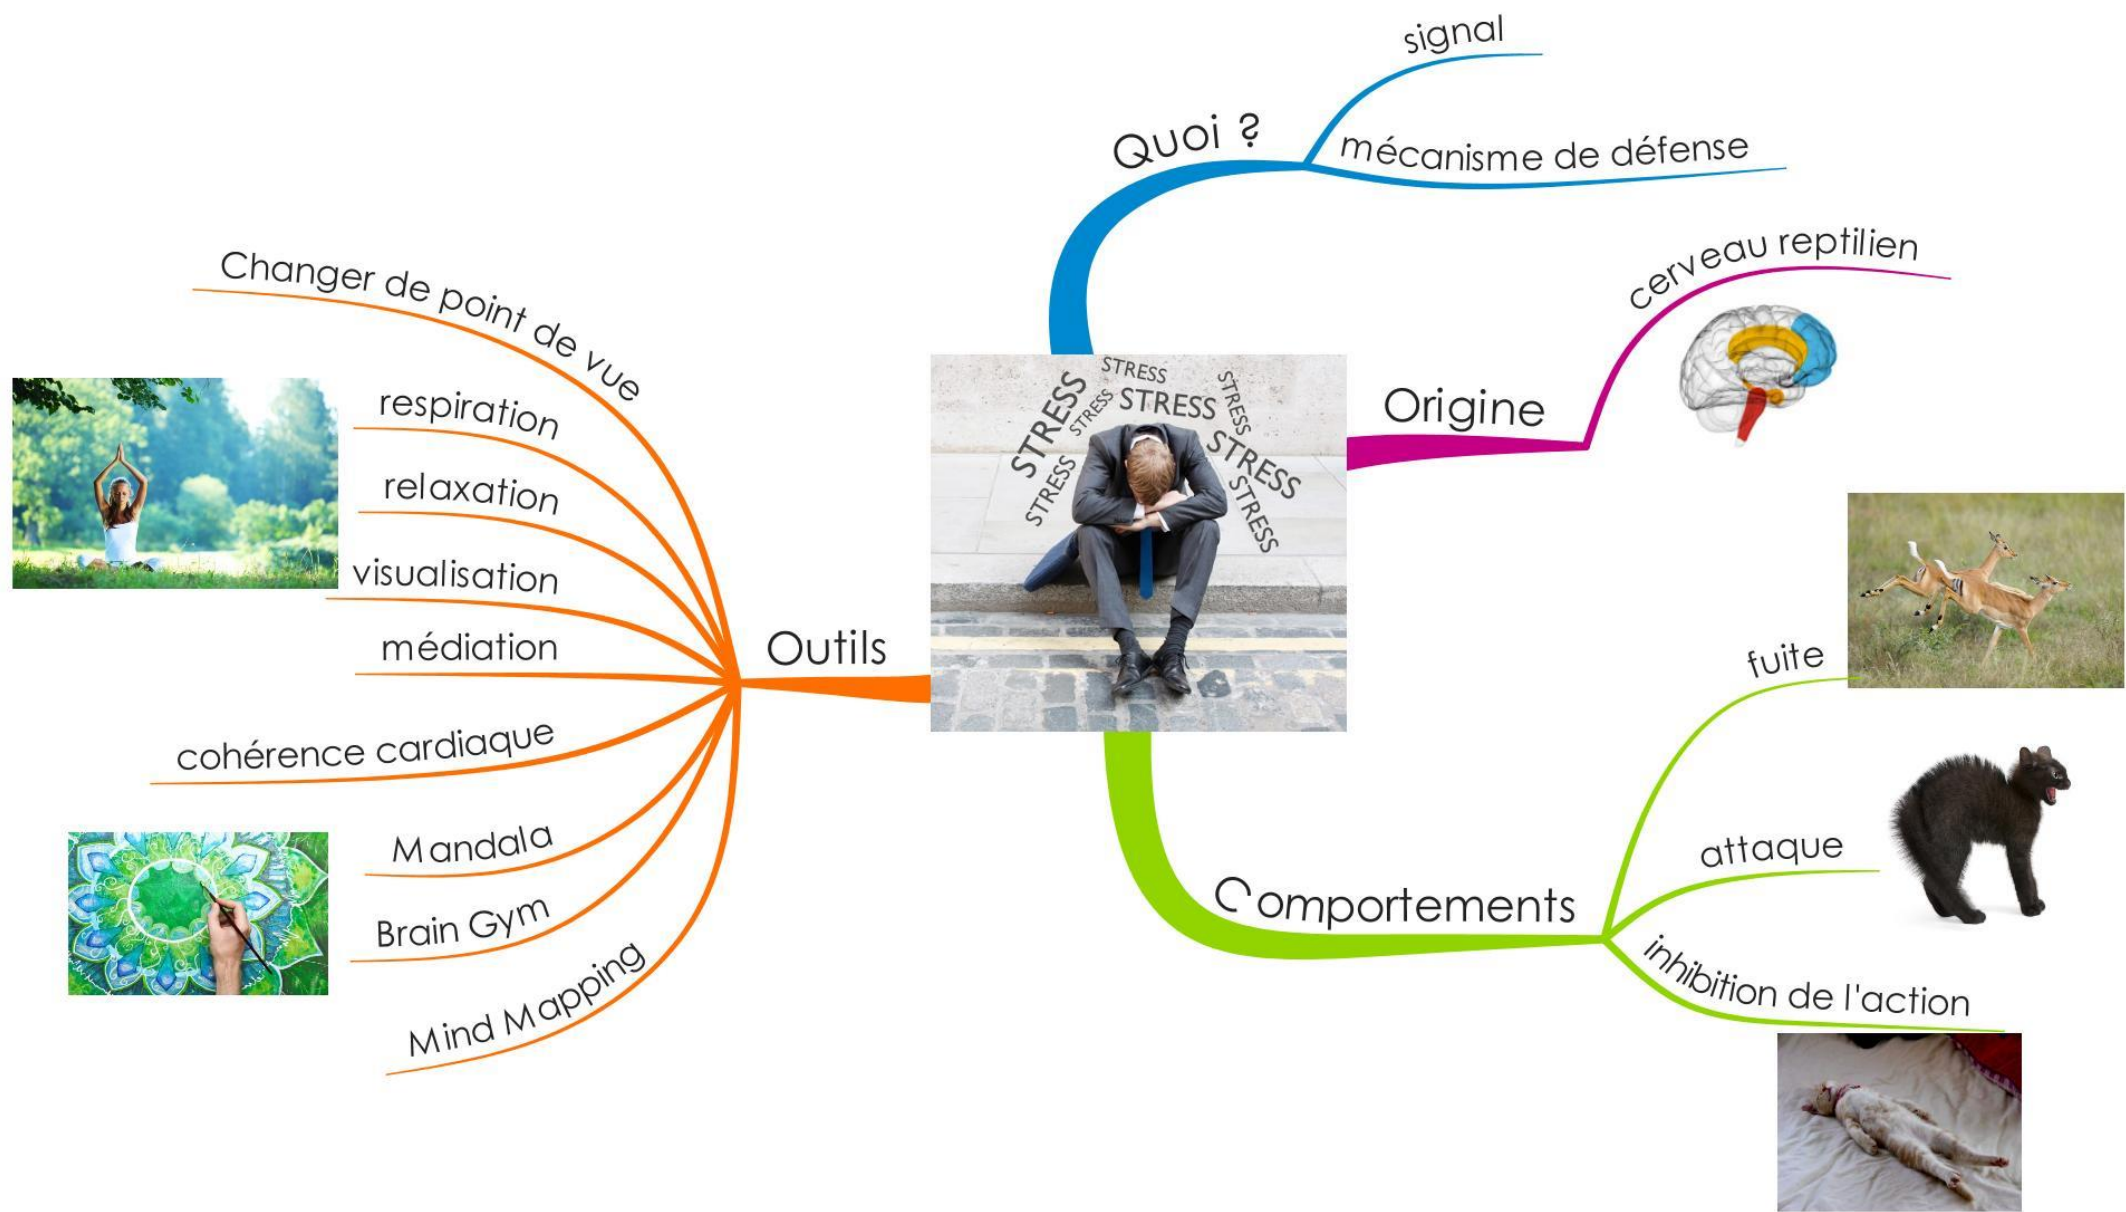 Quoi ?
signal
mécanisme de défense
Origine
cerveau reptilien
Comportements
fuite
attaque
inhibition de l'action
Outils
Changer de point de vue
respiration
relaxation
visualisation
médiation
cohérence cardiaque
Mandala
Brain Gym
Mind Mapping
STRESS
STRESS
STRESS
STRESS
STRESS
STRESS
STRESS
STRESS